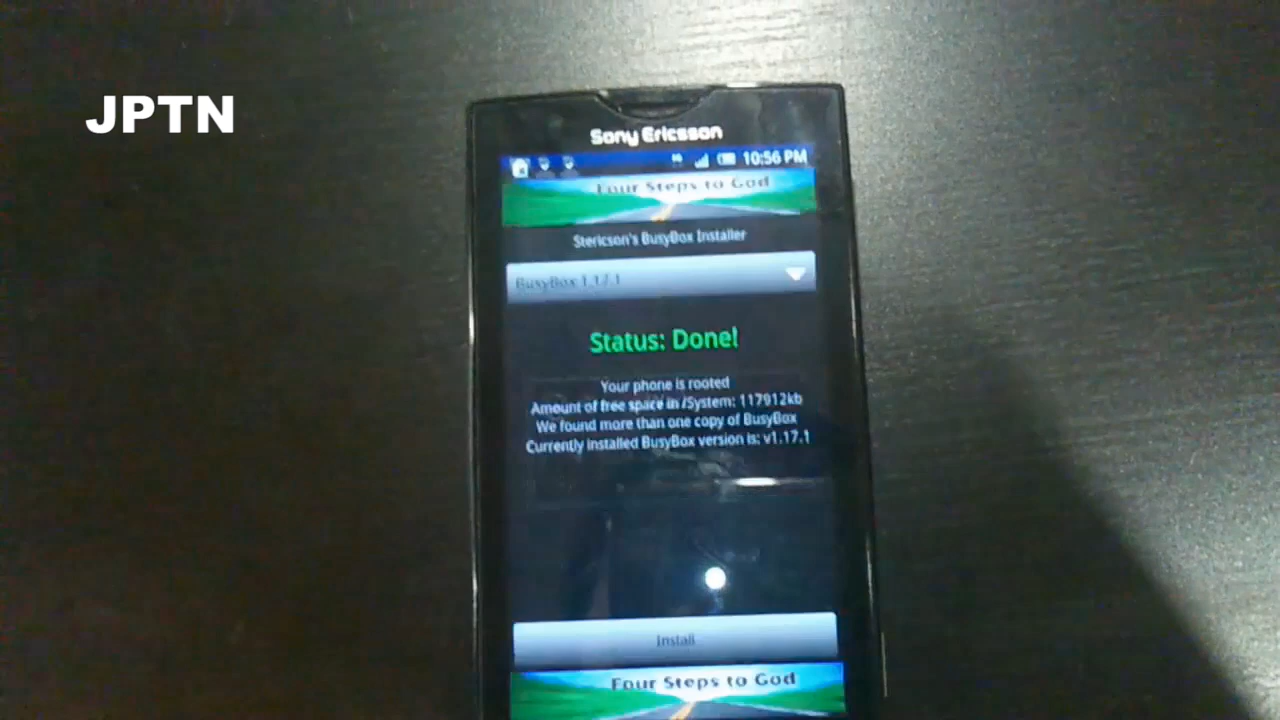 JPTN
Sony Ericsson
10:56 PM
Four Steps to God
Stericson's BusyBox Installer
BusyBox 1.17.1
Status: Done!
Your phone is rooted
Amount of free space in /System: 117912kb
We found more than one copy of BusyBox
Currently installed BusyBox version is: v1.17.1
Install
Four Steps to God